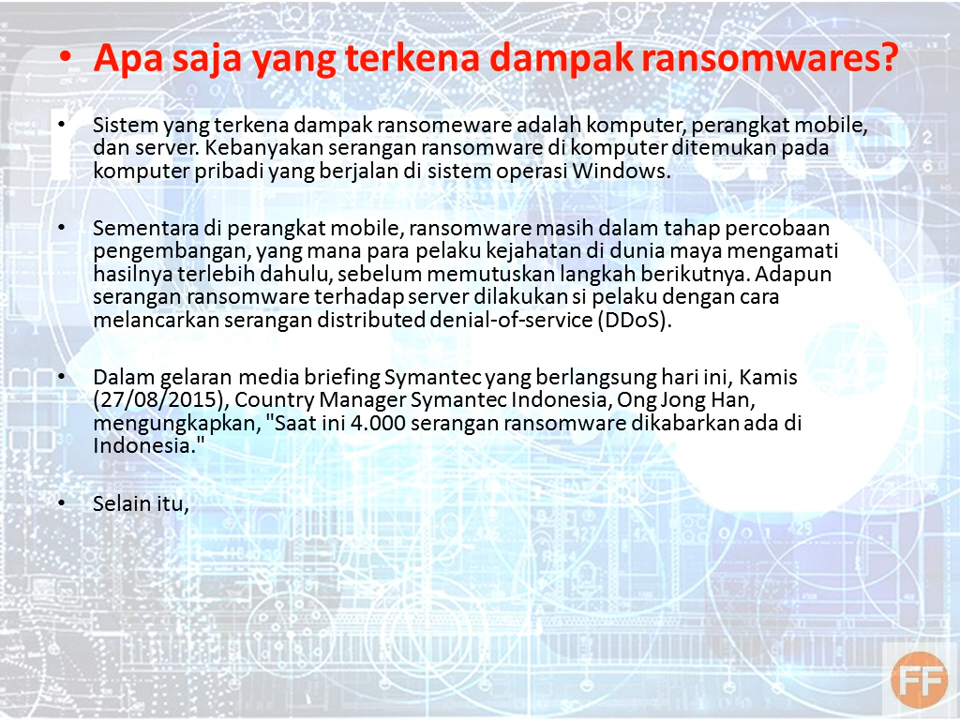 • Apa saja yang terkena dampak ransomwares?
• Sistem yang terkena dampak ransomeware adalah komputer, perangkat mobile,
dan server. Kebanyakan serangan ransomware di komputer ditemukan pada
komputer pribadi yang berjalan di sistem operasi Windows.
• Sementara di perangkat mobile, ransomware masih dalam tahap percobaan
pengembangan, yang mana para pelaku kejahatan di dunia maya mengamati
hasilnya terlebih dahulu, sebelum memutuskan langkah berikutnya. Adapun
serangan ransomware terhadap server dilakukan si pelaku dengan cara
melancarkan serangan distributed denial-of-service (DDoS).
• Dalam gelaran media briefing Symantec yang berlangsung hari ini, Kamis
(27/08/2015), Country Manager Symantec Indonesia, Ong Jong Han,
mengungkapkan, "Saat ini 4.000 serangan ransomware dikabarkan ada di
Indonesia."
• Selain itu,
FF